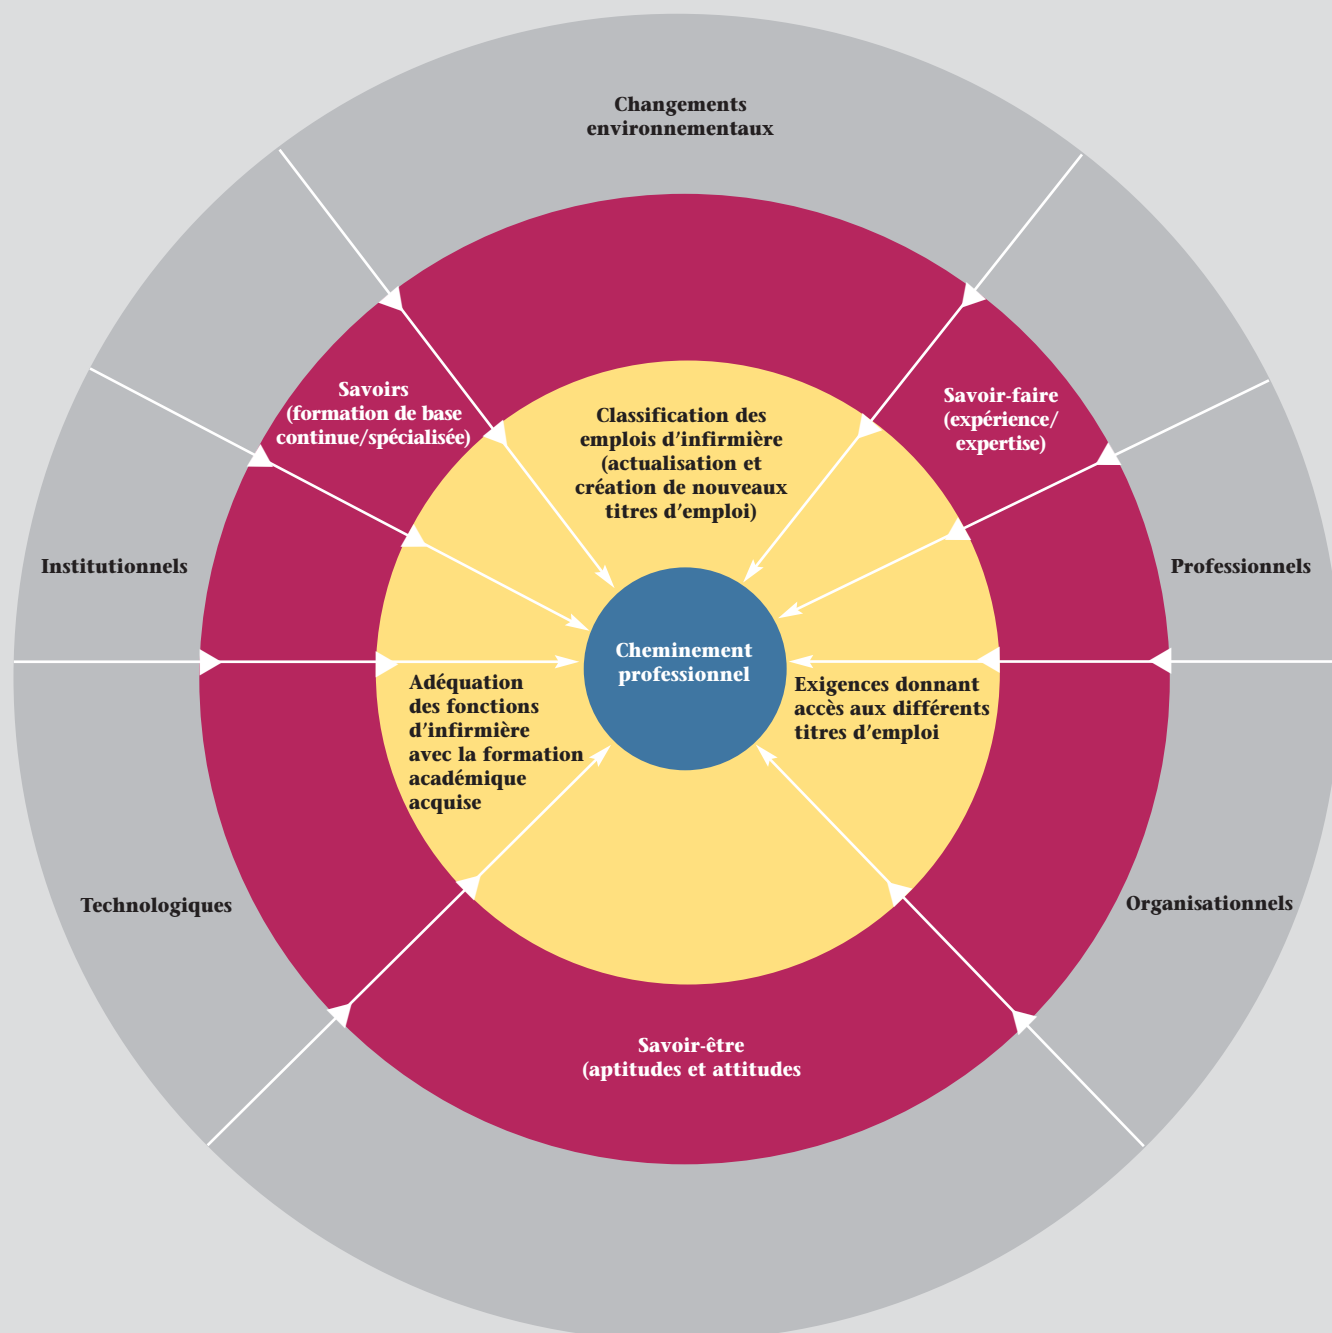 Changements
environnementaux
Savoirs
(formation de base
continue/spécialisée)
Classification des
emplois d’infirmière
(actualisation et
création de nouveaux
titres d’emploi)
Savoir-faire
(expérience/
expertise)
Institutionnels
Professionnels
Cheminement
professionnel
Adéquation
des fonctions
d’infirmière
avec la formation
académique
acquise
Exigences donnant
accès aux différents
titres d’emploi
Technologiques
Organisationnels
Savoir-être
(aptitudes et attitudes